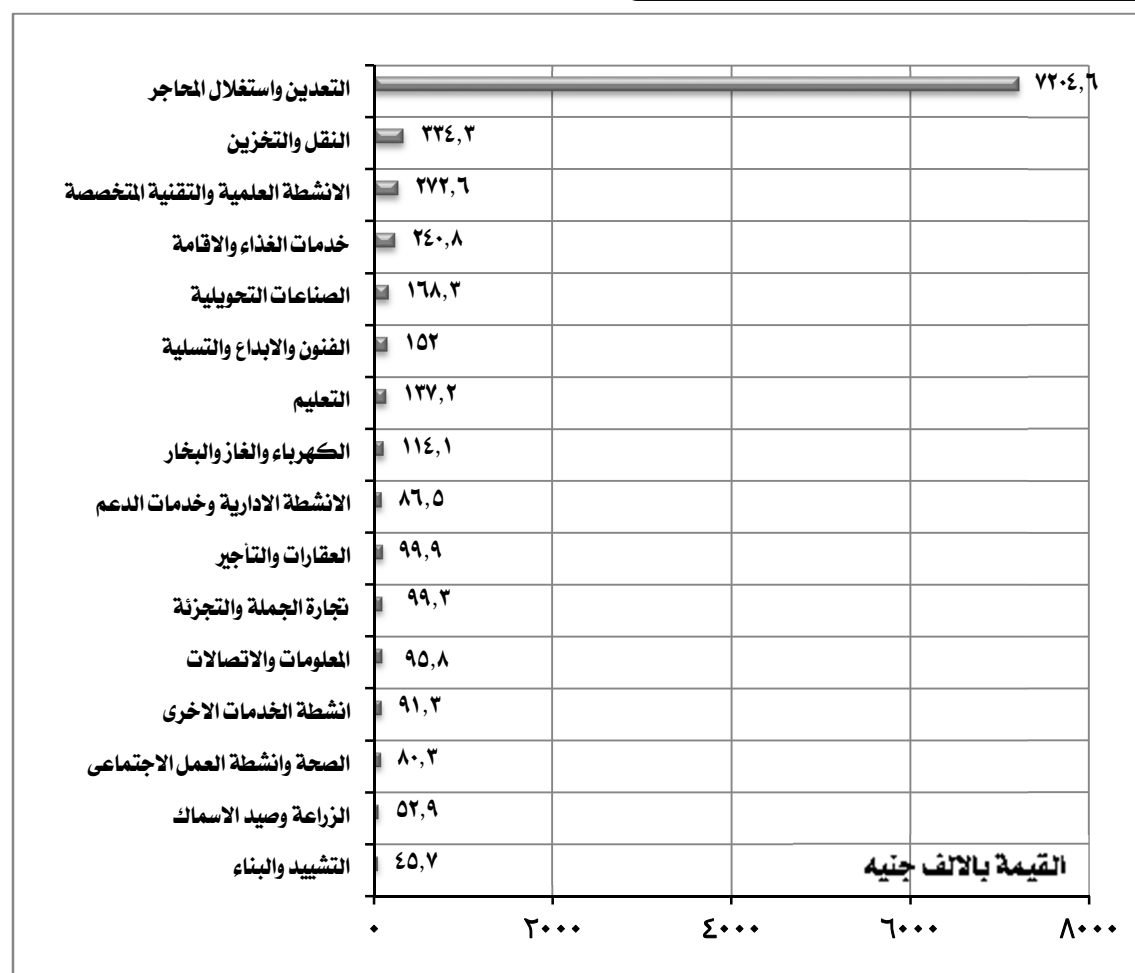 التعدين واستغلال المحاجر ٧٢٠٤,٦
النقل والتخزين ٣٣٤,٣
الانشطة العلمية والتقنية المتخصصة ٢٧٢,٦
خدمات الغذاء والاقامة ٢٤٠,٨
الصناعات التحويلية ١٦٨,٣
الفنون والابداع والتسلية ١٥٢
التعليم ١٣٧,٢
الكهرباء والغاز والبخار ١١٤,١
الانشطة الادارية وخدمات الدعم ٨٦,٥
العقارات والتأجير ٩٩,٩
تجارة الجملة والتجزئة ٩٩,٣
المعلومات والاتصالات ٩٥,٨
انشطة الخدمات الاخرى ٩١,٣
الصحة وانشطة العمل الاجتماعى ٨٠,٣
الزراعة وصيد الاسماك ٥٢,٩
التشييد والبناء ٤٥,٧
القيمة بالالف جنيه
٠ ٢٠٠٠ ٤٠٠٠ ٦٠٠٠ ٨٠٠٠